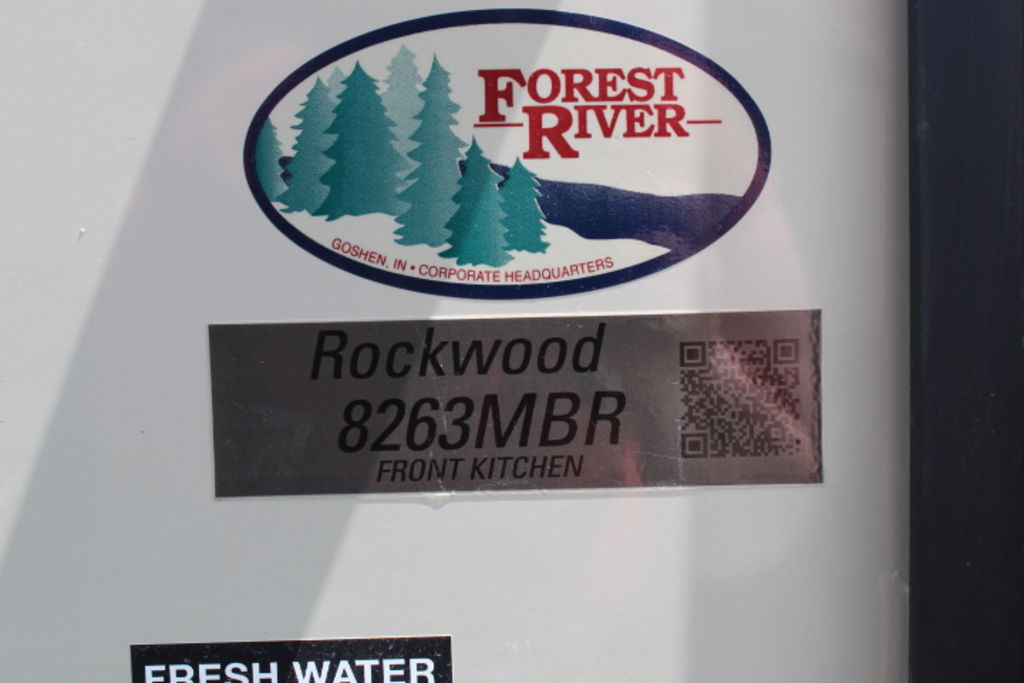 FOREST
RIVER
GOSHEN, IN • CORPORATE HEADQUARTERS
Rockwood
8263MBR
FRONT KITCHEN
FRESH WATER